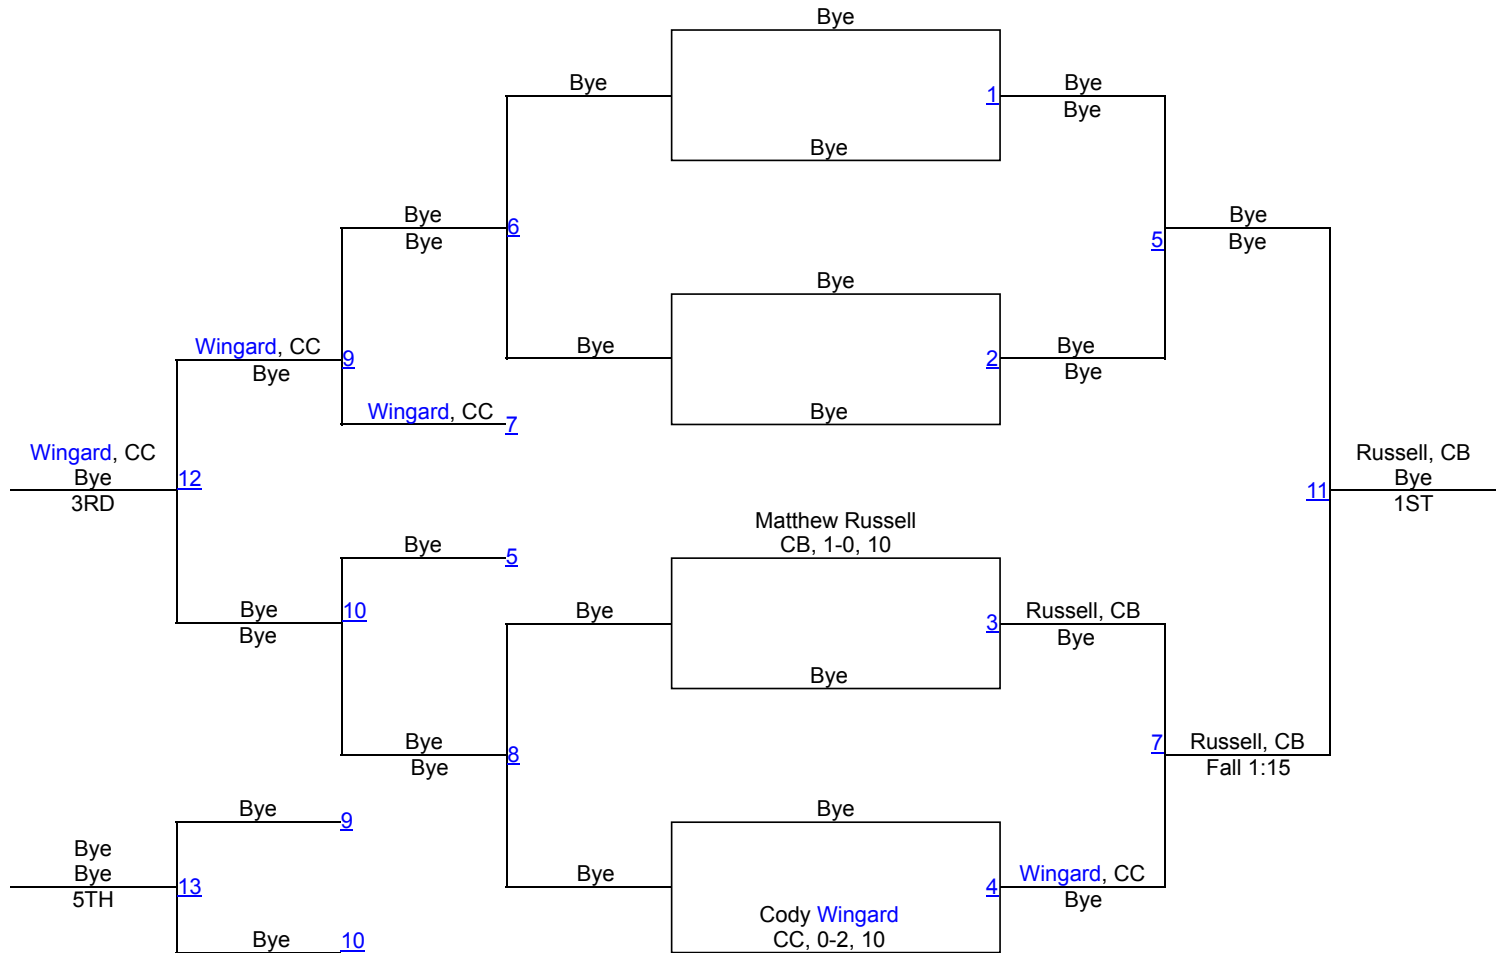 Bye
Bye
1
Bye
Bye
Bye
Bye
Bye
6
Bye
5
Bye
Bye
Bye
Wingard, CC
9
Bye
Bye
2
Bye
Bye
Wingard, CC
7
Bye
Wingard, CC
Bye
12
3RD
Russell, CB
11
Bye
1ST
Matthew Russell
CB, 1-0, 10
Bye
5
Bye
10
Bye
Bye
3
Russell, CB
Bye
Bye
Bye
8
Bye
7
Russell, CB
Fall 1:15
Bye
9
Bye
Bye
Bye
13
5TH
Bye
4
Wingard, CC
Bye
Cody Wingard
CC, 0-2, 10
Bye
10